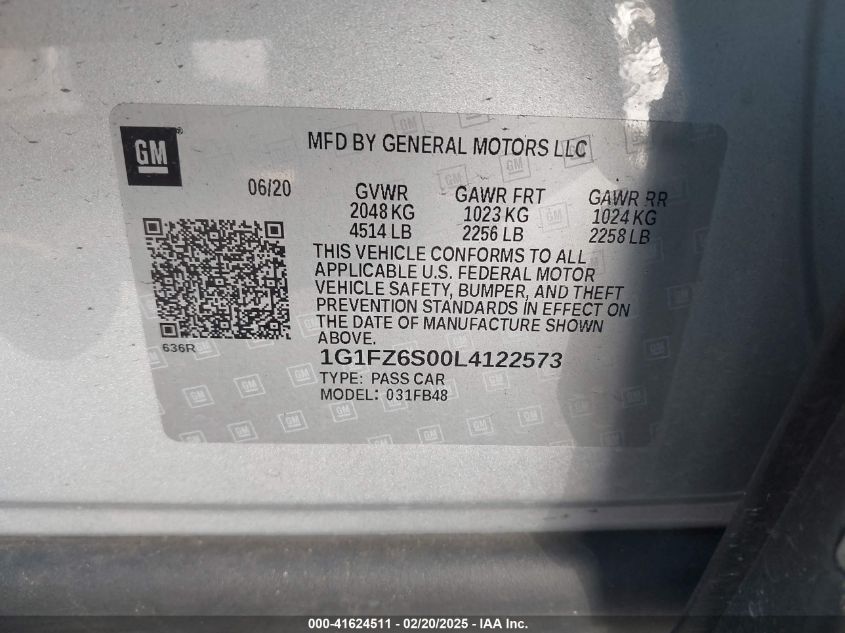 GM
MFD BY GENERAL MOTORS LLC
06/20
GVWR GAWR FRT GAWR RR
2048 KG 1023 KG 1024 KG
4514 LB 2256 LB 2258 LB
THIS VEHICLE CONFORMS TO ALL
APPLICABLE U.S. FEDERAL MOTOR
VEHICLE SAFETY, BUMPER, AND THEFT
PREVENTION STANDARDS IN EFFECT ON
THE DATE OF MANUFACTURE SHOWN
ABOVE.
636R
1G1FZ6S00L4122573
TYPE: PASS CAR
MODEL: 031FB48
000-41624511 - 02/20/2025 - IAA Inc.